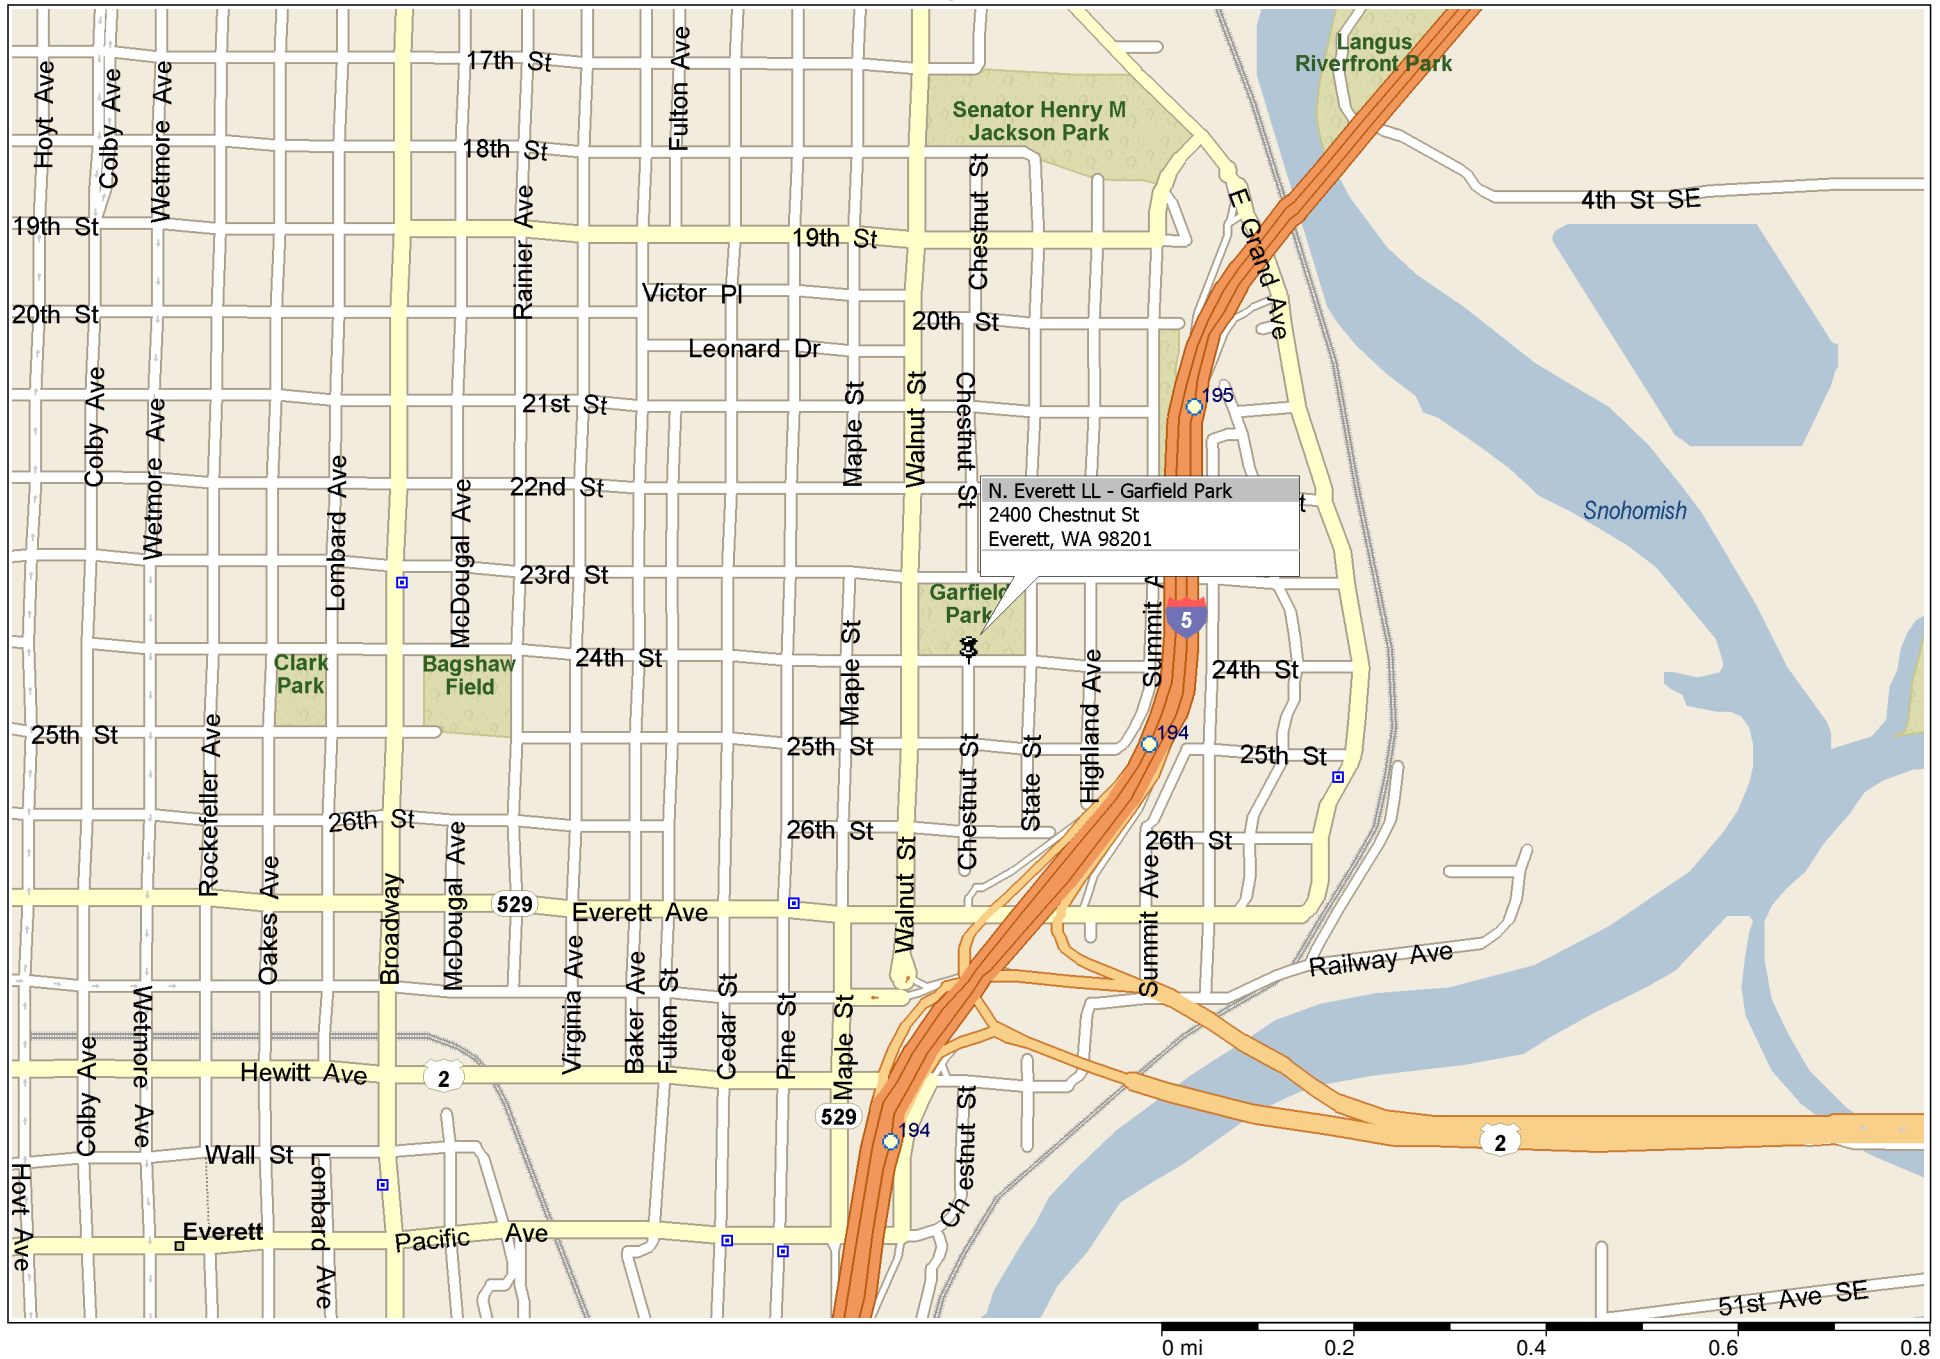 17th St
Fulton Ave
Langus
Riverfront Park
Hoyt Ave
Colby Ave
Wetmore Ave
Senator Henry M
Jackson Park
18th St
Chestnut St
4th St SE
Rainier Ave
19th St
19th St
E Grand Ave
Victor Pl
20th St
20th St
Leonard Dr
Colby Ave
Wetmore Ave
21st St
Maple St
Walnut St
Chestnut St
195
Lombard Ave
McDougal Ave
22nd St
N. Everett LL - Garfield Park
2400 Chestnut St
Everett, WA 98201
Snohomish
23rd St
Garfield
Park
Summit A
5
24th St
Maple St
Highland Ave
24th St
Clark
Park
Bagshaw
Field
25th St
Rockefeller Ave
25th St
Chestnut St
State St
194
25th St
26th St
McDougal Ave
26th St
26th St
Oakes Ave
Broadway
529
Everett Ave
Walnut St
Summit Ave
Railway Ave
Wetmore Ave
Virginia Ave
Baker Ave
Fulton St
Cedar St
Pine St
Maple St
Colby Ave
Hewitt Ave
2
529
194
Chestnut St
2
Wall St
Hoyt Ave
Lombard Ave
Everett
Pacific Ave
51st Ave SE
0 mi
0.2
0.4
0.6
0.8